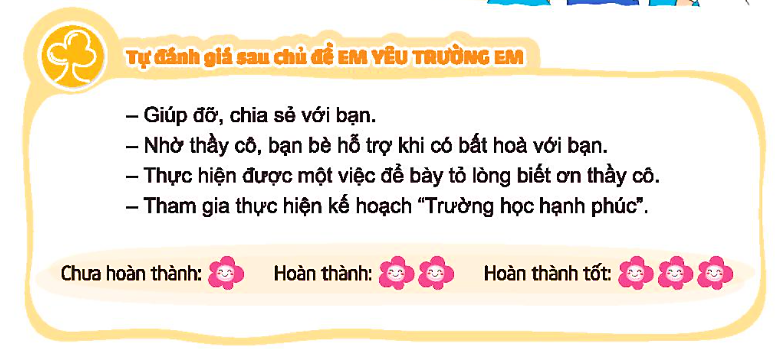 Tự đánh giá sau chủ đề EM YÊU TRƯỜNG EM
– Giúp đỡ, chia sẻ với bạn.
– Nhờ thầy cô, bạn bè hỗ trợ khi có bất hoà với bạn.
– Thực hiện được một việc để bày tỏ lòng biết ơn thầy cô.
– Tham gia thực hiện kế hoạch “Trường học hạnh phúc”.
Chưa hoàn thành: Hoàn thành: Hoàn thành tốt: